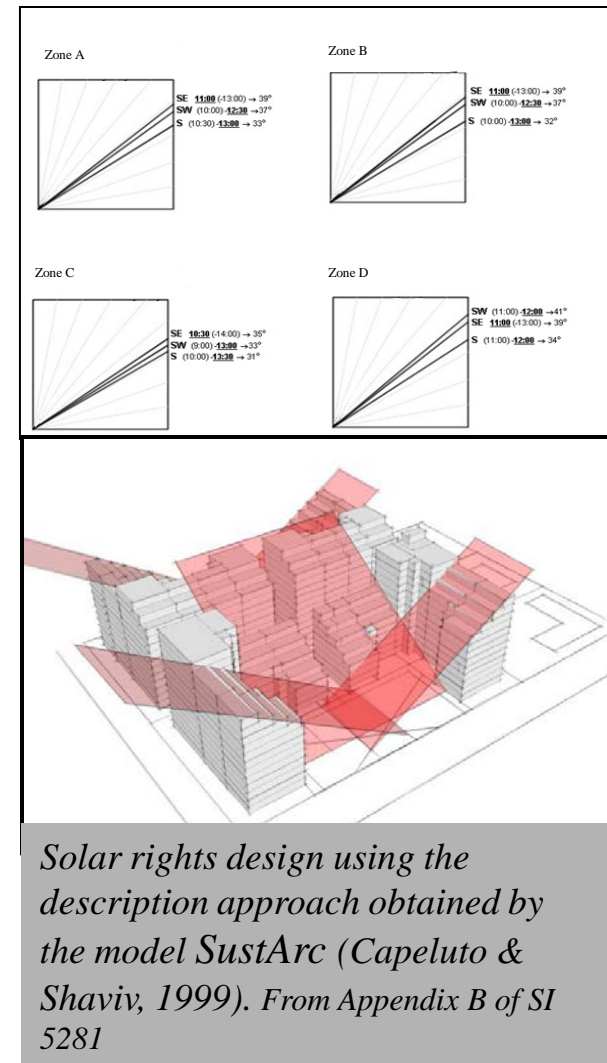 Zone A
SE 11:00 (-13:00) → 39°
SW (10:00) -12:30 →37°
S (10:30) -13:00 → 33°
Zone B
SE 11:00 (-13:00) → 39°
SW (10:00) -12:30 →37°
S (10:00) -13:00 → 32°
Zone C
SE 10:30 (-14:00) → 35°
SW (9:00) -13:00 →33°
S (10:00) -13:30 → 31°
Zone D
SW (11:00) -12:00 →41°
SE 11:00 (-13:00) → 39°
S (11:00) -12:00 → 34°
Solar rights design using the
description approach obtained by
the model SustArc (Capeluto &
Shaviv, 1999). From Appendix B of SI
5281